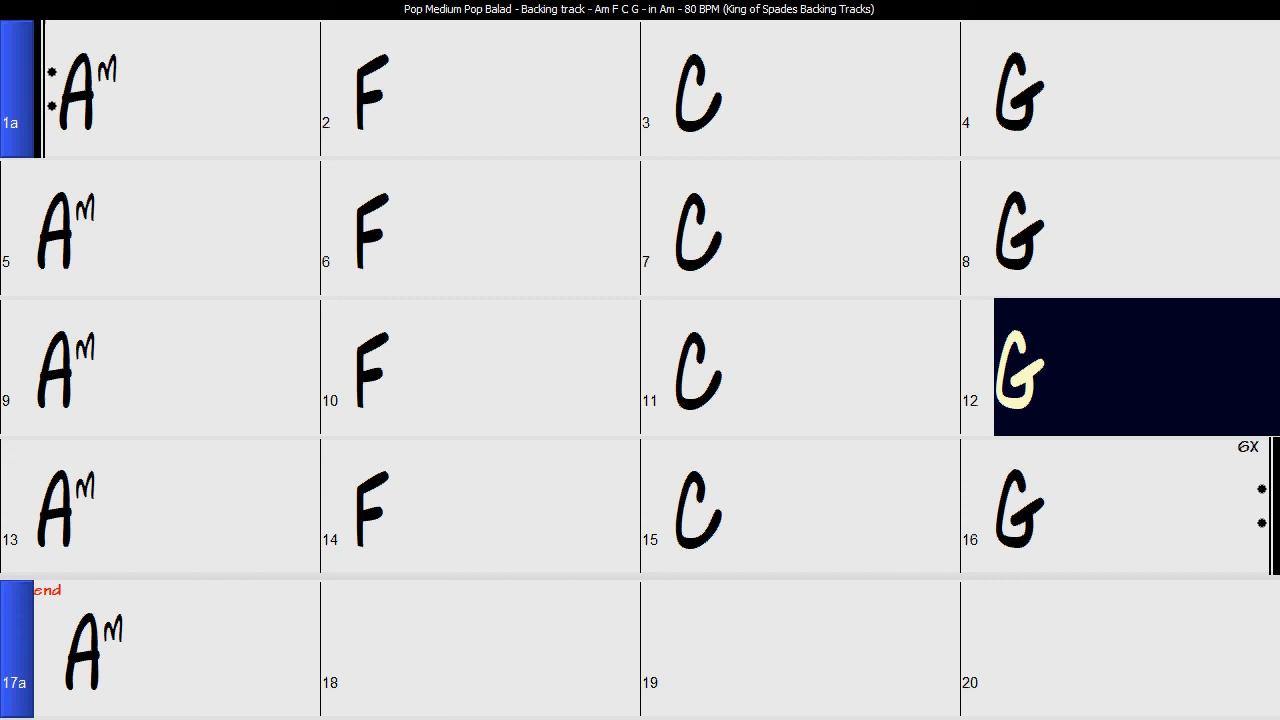 Pop Medium Pop Balad - Backing track - Am F C G - in Am - 80 BPM (King of Spades Backing Tracks)
1a Am 2 F 3 C 4 G
5 Am 6 F 7 C 8 G
9 Am 10 F 11 C 12 G
6X
13 Am 14 F 15 C 16 G
end
17a Am 18 19 20